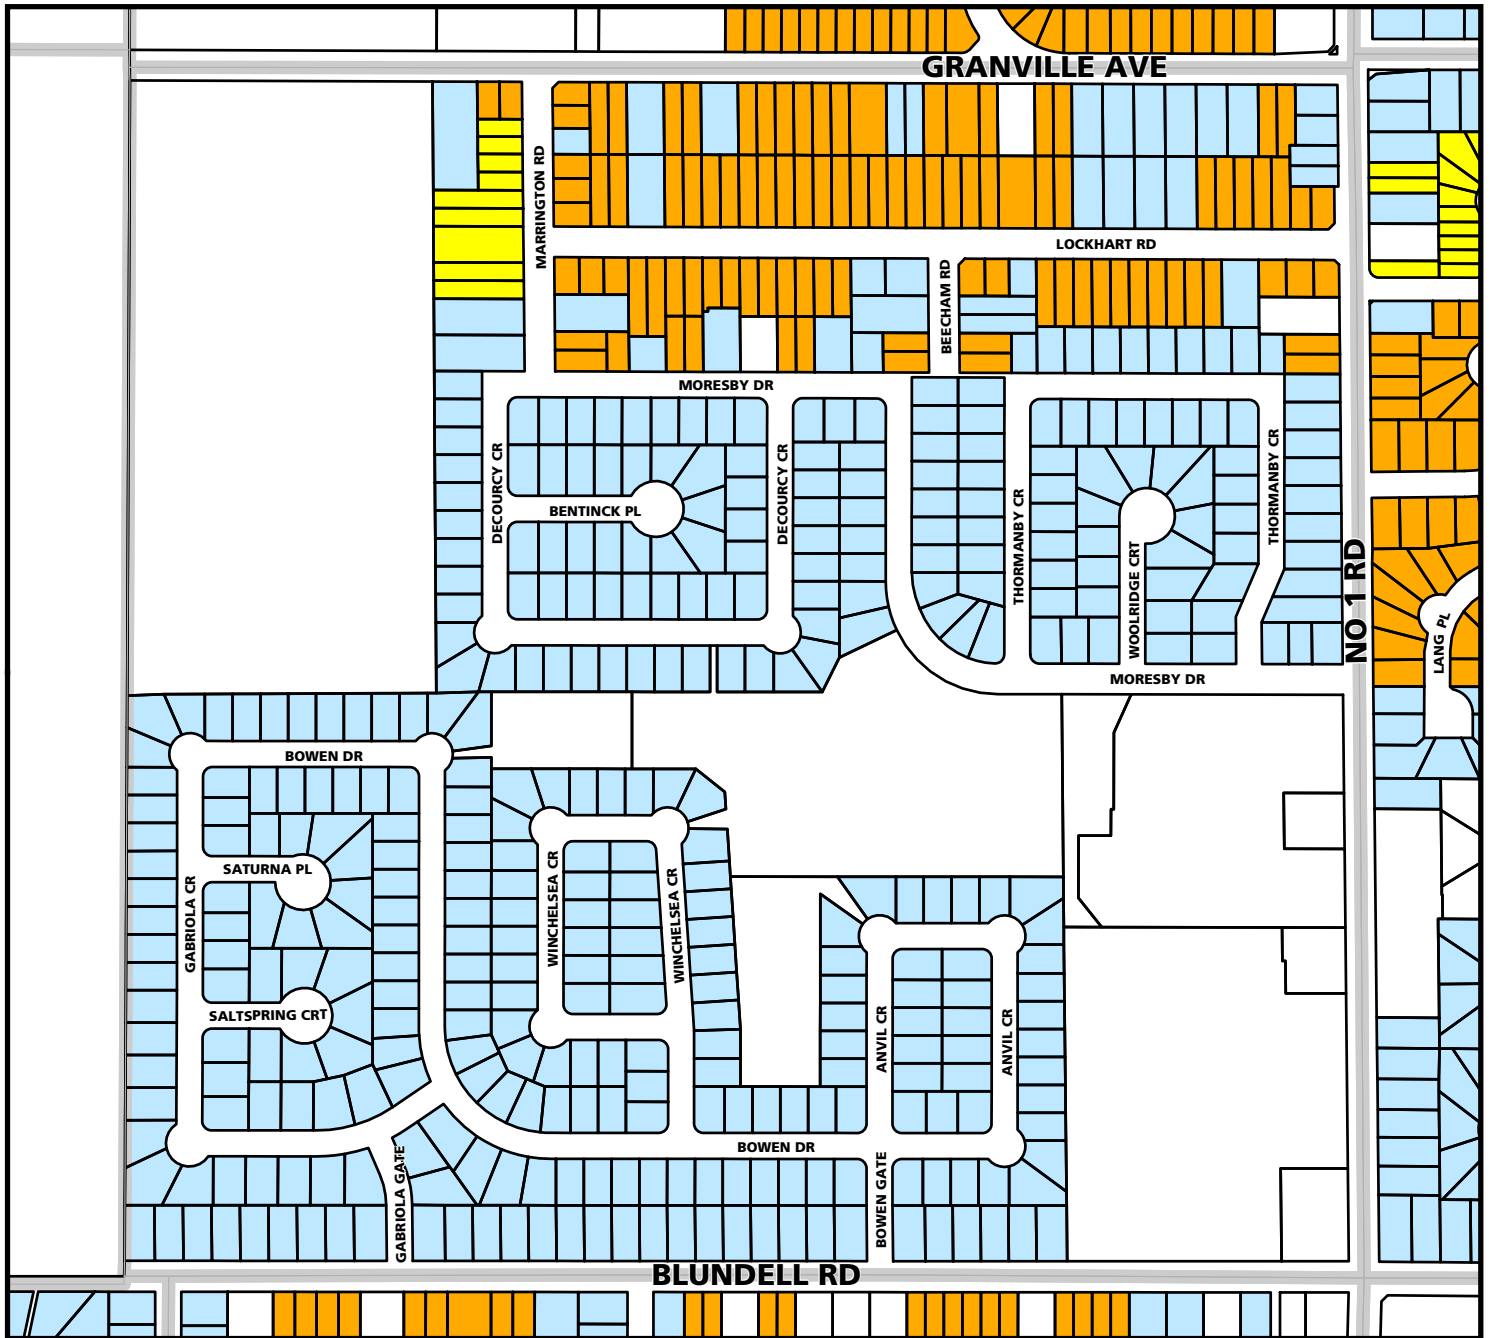 GRANVILLE AVE
MARRINGTON RD
LOCKHART RD
BEECHAM RD
MORESBY DR
DECOURCY CR
DECOURCY CR
BENTINCK PL
THORMANBY CR
THORMANBY CR
WOOLRIDGE CRT
NO 1 RD
LANG PL
MORESBY DR
BOWEN DR
SATURNA PL
GABRIOLA CR
WINCHELSEA CR
WINCHELSEA CR
SALTSPRING CRT
ANVIL CR
ANVIL CR
BOWEN DR
GABRIOLA GATE
BOWEN GATE
BLUNDELL RD